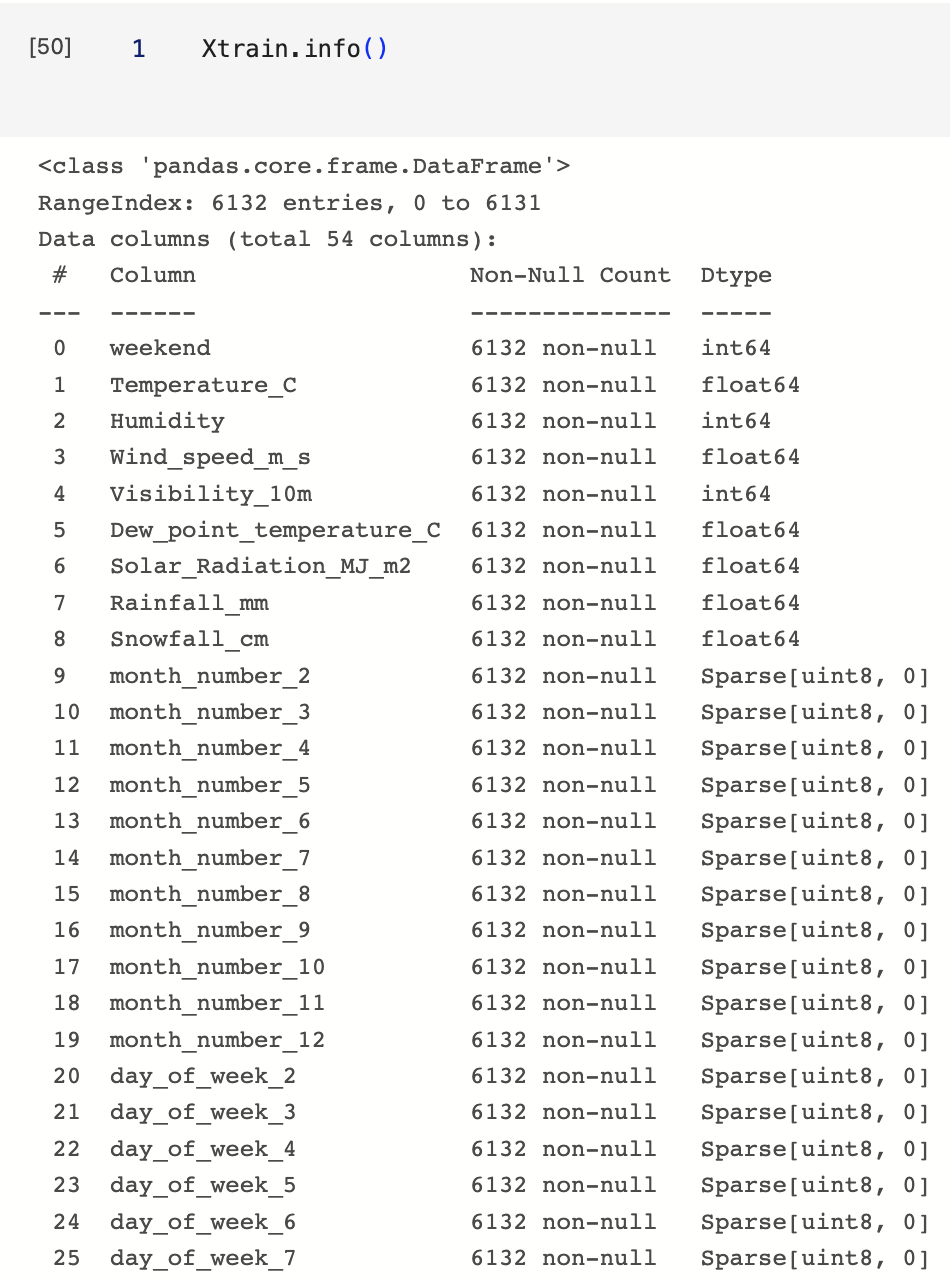 [50] 1 Xtrain.info()
<class 'pandas.core.frame.DataFrame'>
RangeIndex: 6132 entries, 0 to 6131
Data columns (total 54 columns):
# Column Non-Null Count Dtype
--- ------ -------------- -----
0 weekend 6132 non-null int64
1 Temperature_C 6132 non-null float64
2 Humidity 6132 non-null int64
3 Wind_speed_m_s 6132 non-null float64
4 Visibility_10m 6132 non-null int64
5 Dew_point_temperature_C 6132 non-null float64
6 Solar_Radiation_MJ_m2 6132 non-null float64
7 Rainfall_mm 6132 non-null float64
8 Snowfall_cm 6132 non-null float64
9 month_number_2 6132 non-null Sparse[uint8, 0]
10 month_number_3 6132 non-null Sparse[uint8, 0]
11 month_number_4 6132 non-null Sparse[uint8, 0]
12 month_number_5 6132 non-null Sparse[uint8, 0]
13 month_number_6 6132 non-null Sparse[uint8, 0]
14 month_number_7 6132 non-null Sparse[uint8, 0]
15 month_number_8 6132 non-null Sparse[uint8, 0]
16 month_number_9 6132 non-null Sparse[uint8, 0]
17 month_number_10 6132 non-null Sparse[uint8, 0]
18 month_number_11 6132 non-null Sparse[uint8, 0]
19 month_number_12 6132 non-null Sparse[uint8, 0]
20 day_of_week_2 6132 non-null Sparse[uint8, 0]
21 day_of_week_3 6132 non-null Sparse[uint8, 0]
22 day_of_week_4 6132 non-null Sparse[uint8, 0]
23 day_of_week_5 6132 non-null Sparse[uint8, 0]
24 day_of_week_6 6132 non-null Sparse[uint8, 0]
25 day_of_week_7 6132 non-null Sparse[uint8, 0]